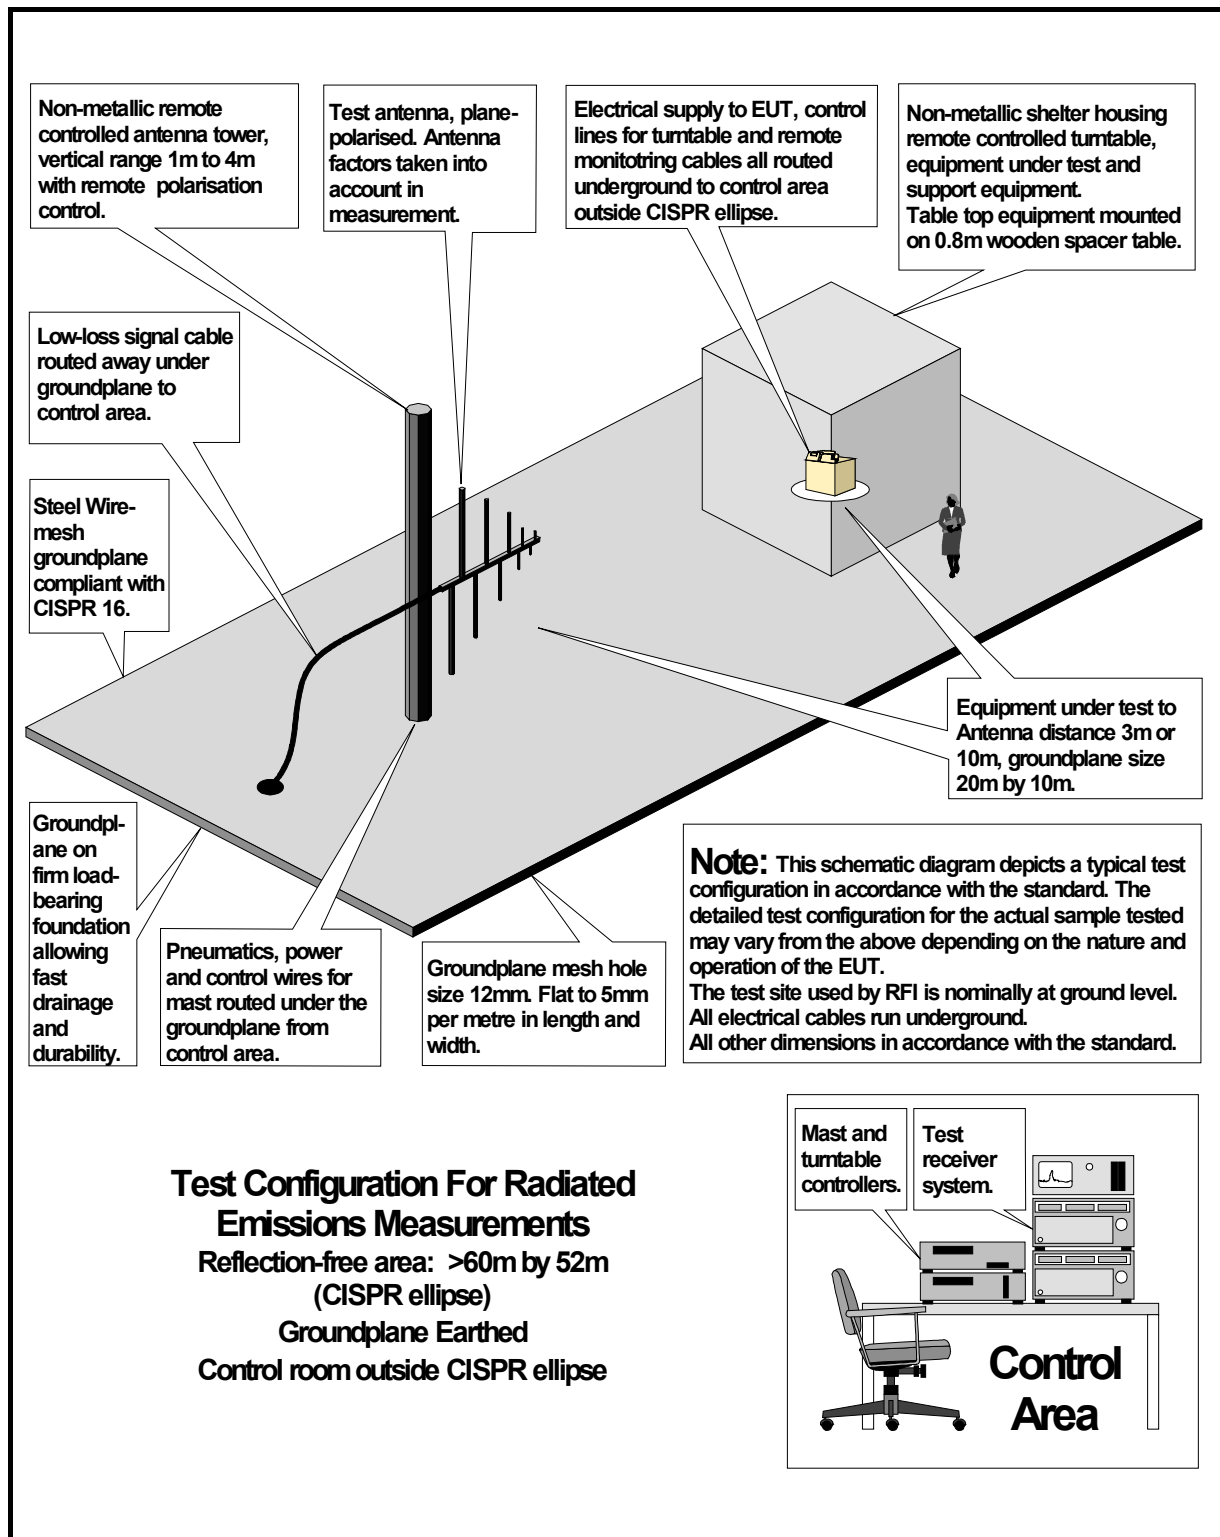 Non-metallic remote
controlled antenna tower,
vertical range 1m to 4m
with remote polarisation
control.
Test antenna, plane-
polarised. Antenna
factors taken into
account in
measurement.
Electrical supply to EUT, control
lines for turntable and remote
monitotring cables all routed
underground to control area
outside CISPR ellipse.
Non-metallic shelter housing
remote controlled turntable,
equipment under test and
support equipment.
Table top equipment mounted
on 0.8m wooden spacer table.
Low-loss signal cable
routed away under
groundplane to
control area.
Steel Wire-
mesh
groundplane
compliant with
CISPR 16.
Equipment under test to
Antenna distance 3m or
10m, groundplane size
20m by 10m.
Groundpl-
ane on
firm load-
bearing
foundation
allowing
fast
drainage
and
durability.
Pneumatics, power
and control wires for
mast routed under the
groundplane from
control area.
Groundplane mesh hole
size 12mm. Flat to 5mm
per metre in length and
width.
Note: This schematic diagram depicts a typical test
configuration in accordance with the standard. The
detailed test configuration for the actual sample tested
may vary from the above depending on the nature and
operation of the EUT.
The test site used by RFI is nominally at ground level.
All electrical cables run underground.
All other dimensions in accordance with the standard.
Test Configuration For Radiated
Emissions Measurements
Reflection-free area: >60m by 52m
(CISPR ellipse)
Groundplane Earthed
Control room outside CISPR ellipse
Mast and
turntable
controllers.
Test
receiver
system.
Control
Area